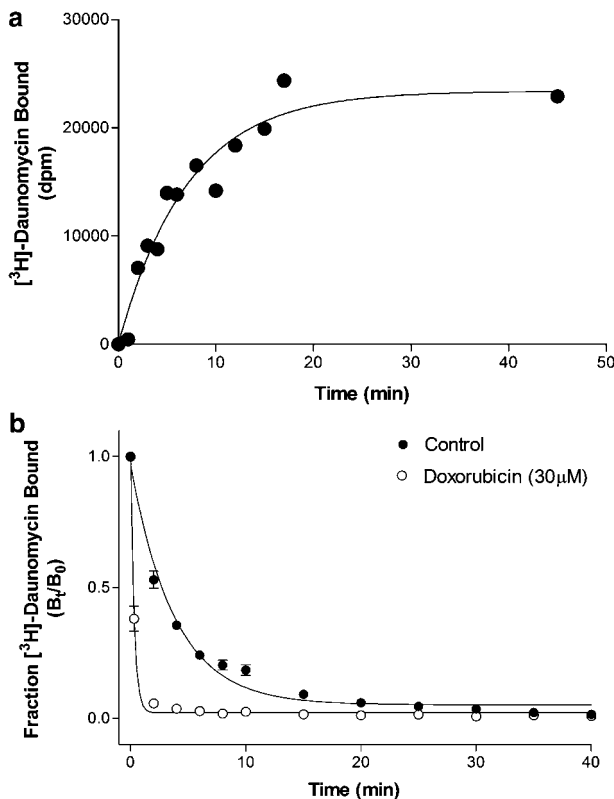 a
[³H]-Daunomycin Bound
(dpm)
30000
20000
10000
0
0 10 20 30 40 50
Time (min)
b
Fraction [³H]-Daunomycin Bound
(Bₜ/B₀)
Control
Doxorubicin (30μM)
1.0
0.5
0.0
0 10 20 30 40
Time (min)